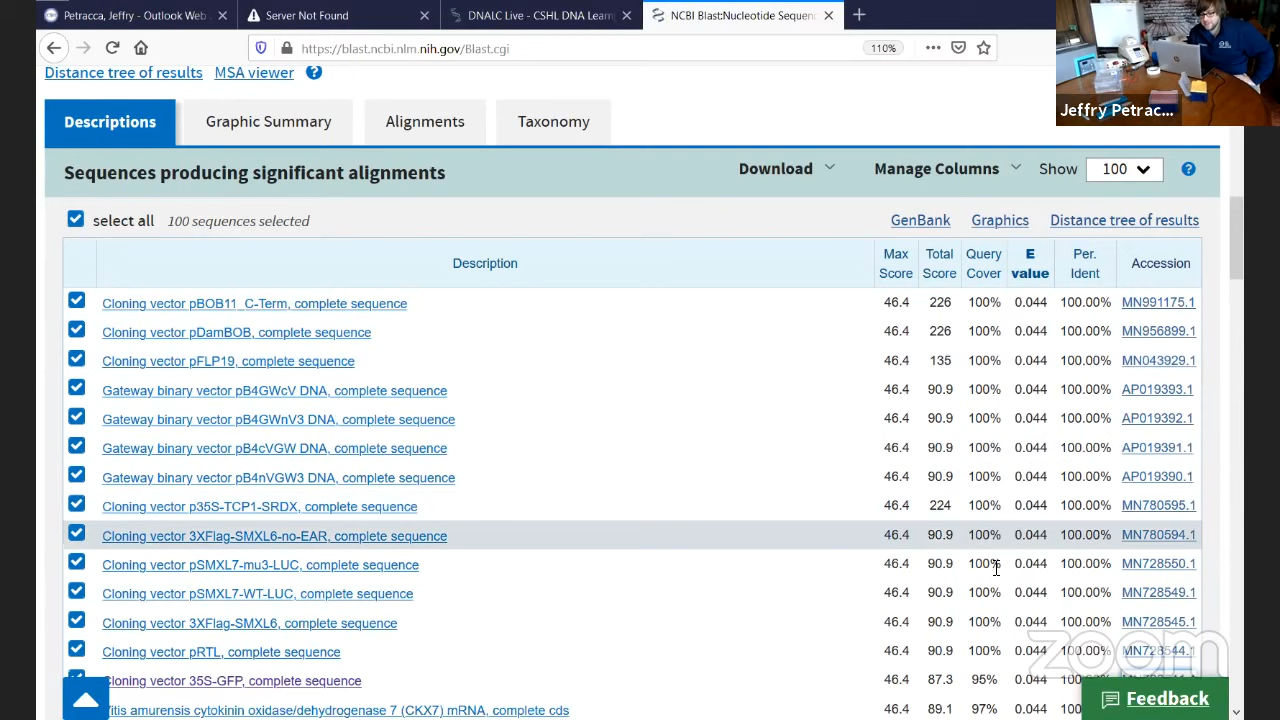 Petracca, Jeffry - Outlook Web
Server Not Found
DNALC Live - CSHL DNA Lear
NCBI Blast:Nucleotide Sequen
https://blast.ncbi.nlm.nih.gov/Blast.cgi
110%
Jeffry Petrac...
Distance tree of results MSA viewer ?
Descriptions Graphic Summary Alignments Taxonomy
Sequences producing significant alignments Download Manage Columns Show 100 ?
select all 100 sequences selected GenBank Graphics Distance tree of results
Description Max Score Total Score Query Cover E value Per. Ident Accession
Cloning vector pBOB11_C-Term, complete sequence 46.4 226 100% 0.044 100.00% MN991175.1
Cloning vector pDamBOB, complete sequence 46.4 226 100% 0.044 100.00% MN956899.1
Cloning vector pFLP19, complete sequence 46.4 135 100% 0.044 100.00% MN043929.1
Gateway binary vector pB4GWcV DNA, complete sequence 46.4 90.9 100% 0.044 100.00% AP019393.1
Gateway binary vector pB4GWnV3 DNA, complete sequence 46.4 90.9 100% 0.044 100.00% AP019392.1
Gateway binary vector pB4cVGW DNA, complete sequence 46.4 90.9 100% 0.044 100.00% AP019391.1
Gateway binary vector pB4nVGW3 DNA, complete sequence 46.4 90.9 100% 0.044 100.00% AP019390.1
Cloning vector p35S-TCP1-SRDX, complete sequence 46.4 224 100% 0.044 100.00% MN780595.1
Cloning vector 3XFlag-SMXL6-no-EAR, complete sequence 46.4 90.9 100% 0.044 100.00% MN780594.1
Cloning vector pSMXL7-mu3-LUC, complete sequence 46.4 90.9 100% 0.044 100.00% MN728550.1
Cloning vector pSMXL7-WT-LUC, complete sequence 46.4 90.9 100% 0.044 100.00% MN728549.1
Cloning vector 3XFlag-SMXL6, complete sequence 46.4 90.9 100% 0.044 100.00% MN728545.1
Cloning vector pRTL, complete sequence 46.4 90.9 100% 0.044 100.00% MN728544.1
Cloning vector 35S-GFP, complete sequence 46.4 87.3 95% 0.044
Vitis amurensis cytokinin oxidase/dehydrogenase 7 (CKX7) mRNA, complete cds 46.4 89.1 97% 0.044
zoom
Feedback